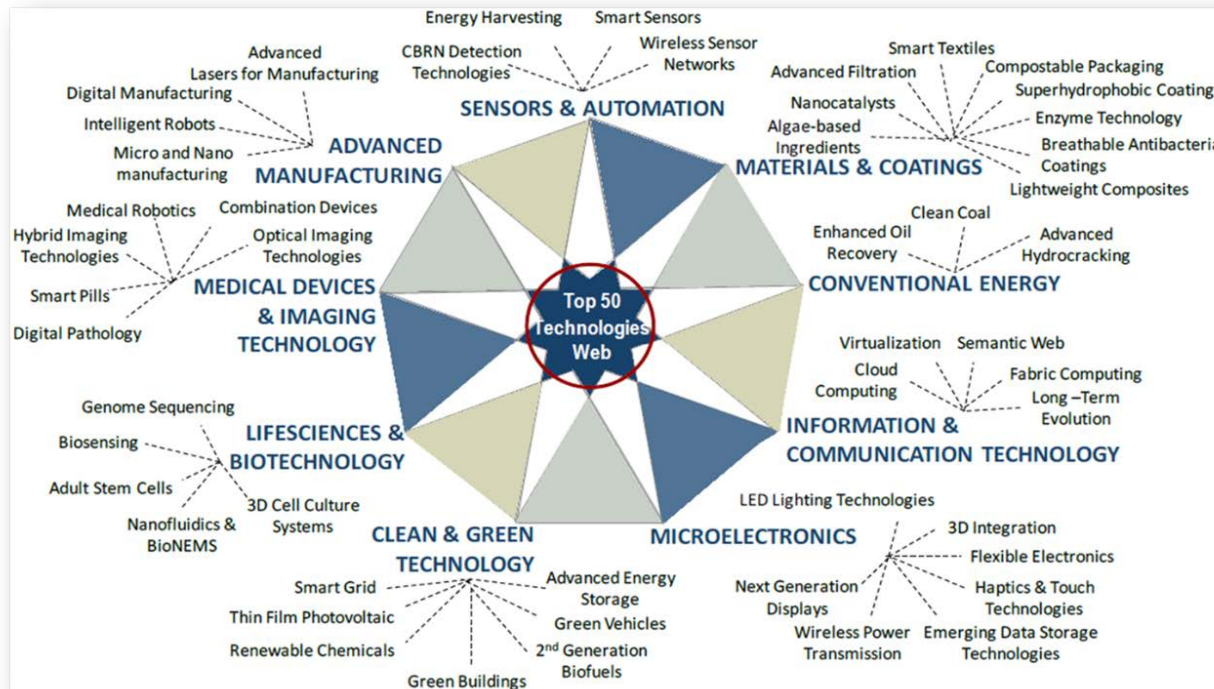 Energy Harvesting
Smart Sensors
CBRN Detection
Technologies
Wireless Sensor
Networks
SENSORS & AUTOMATION
Advanced
Lasers for Manufacturing
Digital Manufacturing
Intelligent Robots
Micro and Nano
manufacturing
ADVANCED
MANUFACTURING
Smart Textiles
Advanced Filtration
Compostable Packaging
Superhydrophobic Coating
Nanocatalysts
Enzyme Technology
Algae-based
Ingredients
Breathable Antibacteria
Coatings
Lightweight Composites
MATERIALS & COATINGS
Medical Robotics
Combination Devices
Hybrid Imaging
Technologies
Optical Imaging
Technologies
Smart Pills
Digital Pathology
MEDICAL DEVICES
& IMAGING
TECHNOLOGY
Clean Coal
Enhanced Oil
Recovery
Advanced
Hydrocracking
CONVENTIONAL ENERGY
Top 50
Technologies
Web
Virtualization
Semantic Web
Cloud
Computing
Fabric Computing
Long –Term
Evolution
INFORMATION &
COMMUNICATION TECHNOLOGY
Genome Sequencing
Biosensing
Adult Stem Cells
Nanofluidics &
BioNEMS
3D Cell Culture
Systems
LIFESCIENCES &
BIOTECHNOLOGY
CLEAN & GREEN
TECHNOLOGY
Smart Grid
Thin Film Photovoltaic
Renewable Chemicals
Green Buildings
Advanced Energy
Storage
Green Vehicles
2nd Generation
Biofuels
MICROELECTRONICS
LED Lighting Technologies
3D Integration
Flexible Electronics
Next Generation
Displays
Haptics & Touch
Technologies
Wireless Power
Transmission
Emerging Data Storage
Technologies